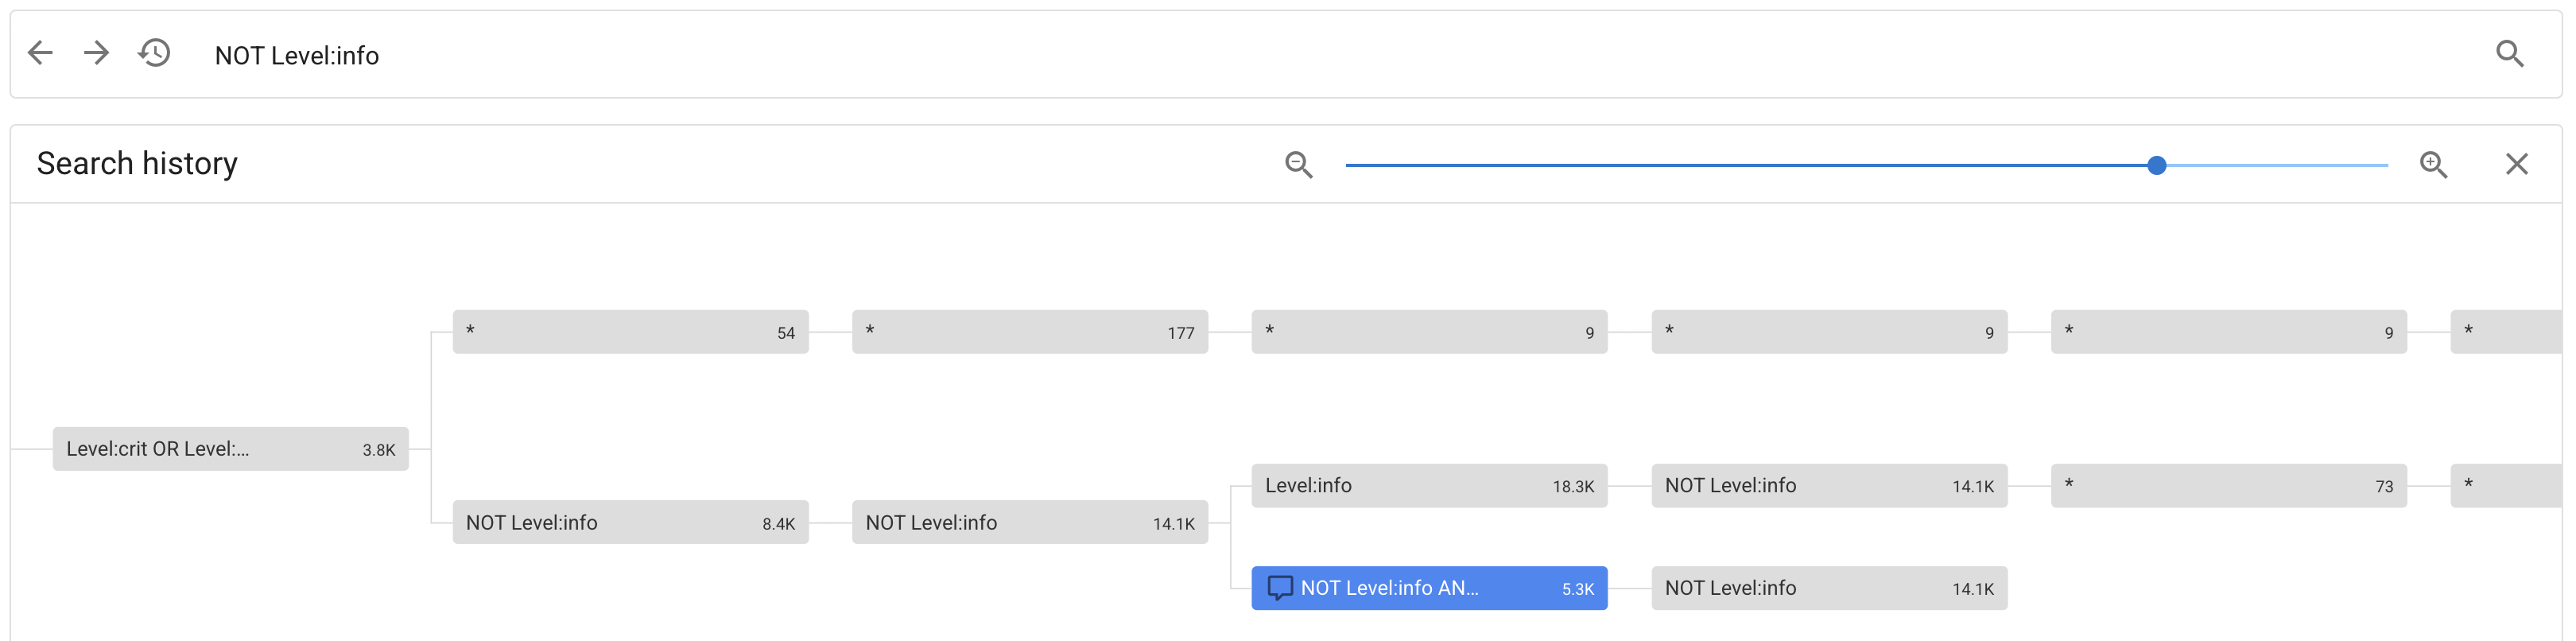 NOT Level:info
Search history
* 54
* 177
* 9
* 9
* 9
*
Level:crit OR Level:... 3.8K
Level:info 18.3K
NOT Level:info 14.1K
* 73
*
NOT Level:info 8.4K
NOT Level:info 14.1K
NOT Level:info AN... 5.3K
NOT Level:info 14.1K